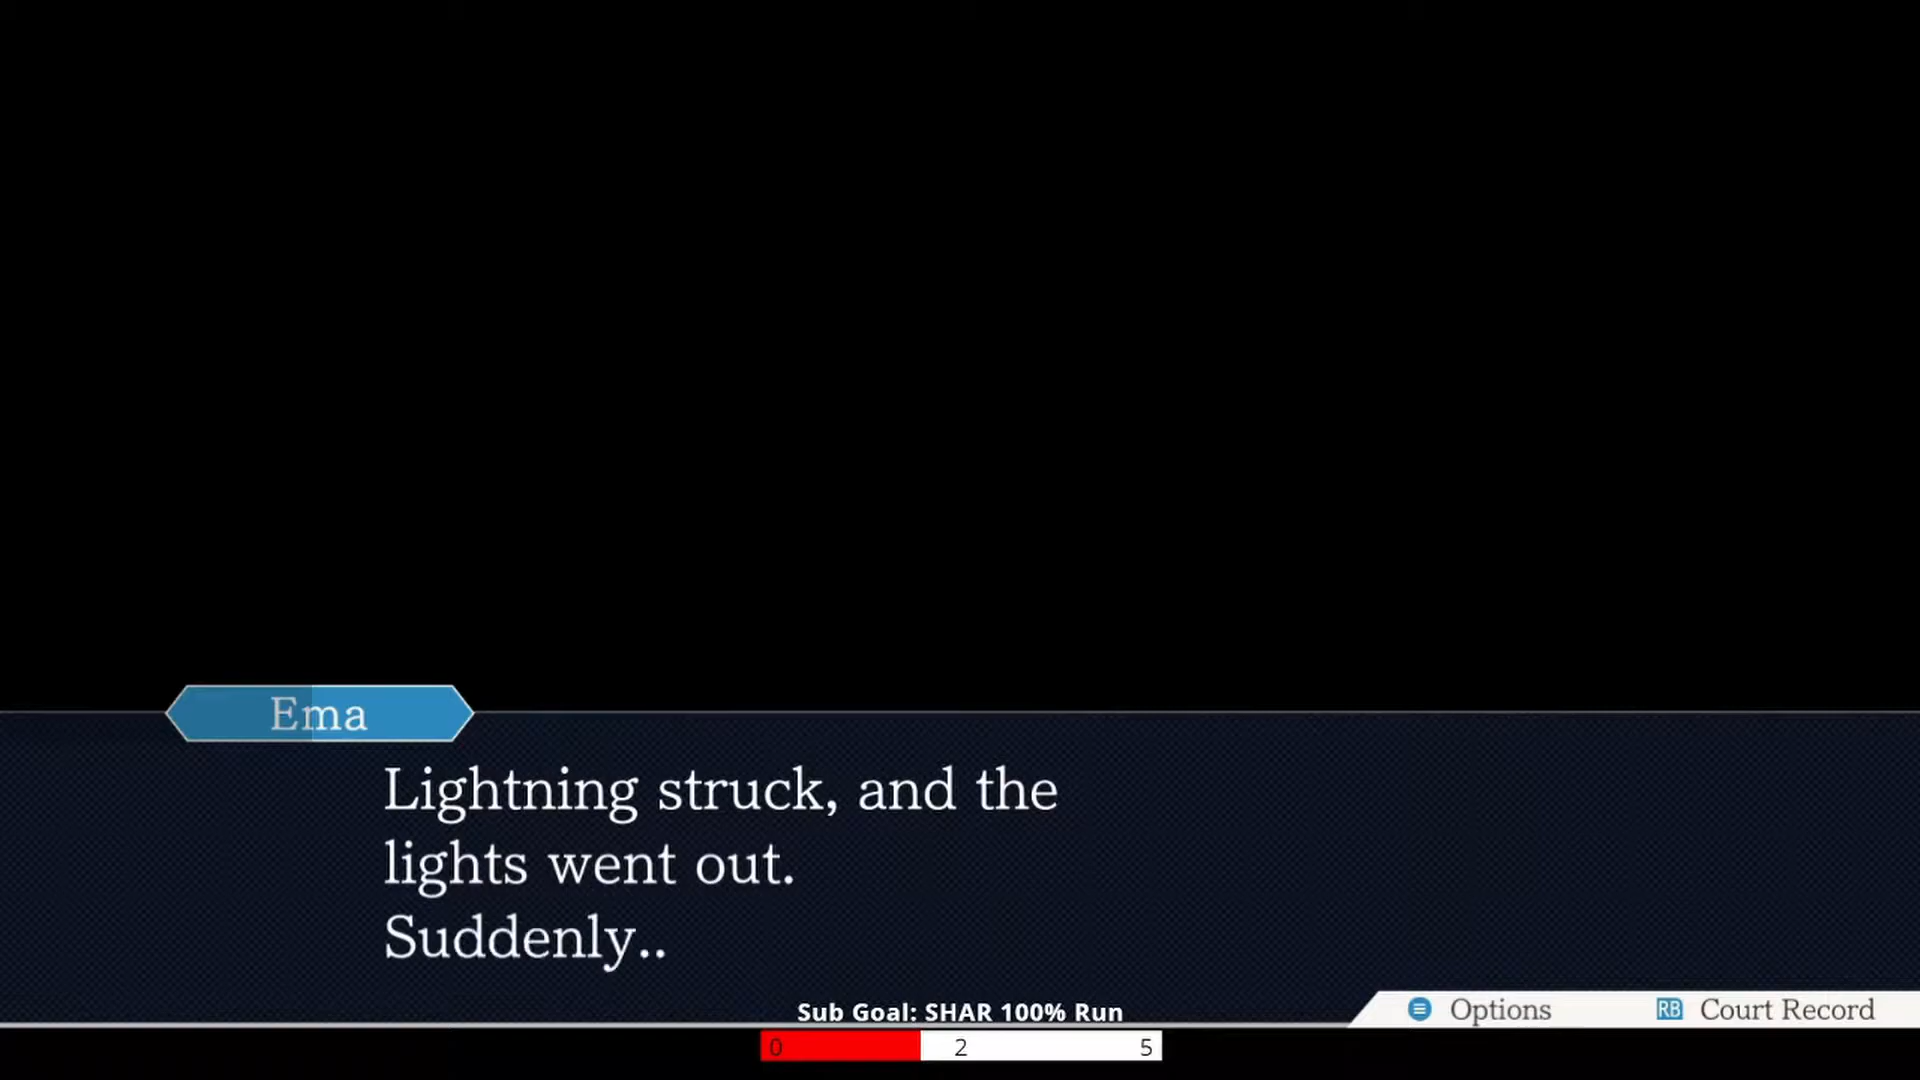 Ema
Lightning struck, and the
lights went out.
Suddenly..
Sub Goal: SHAR 100% Run
0 2 5
Options
RB Court Record